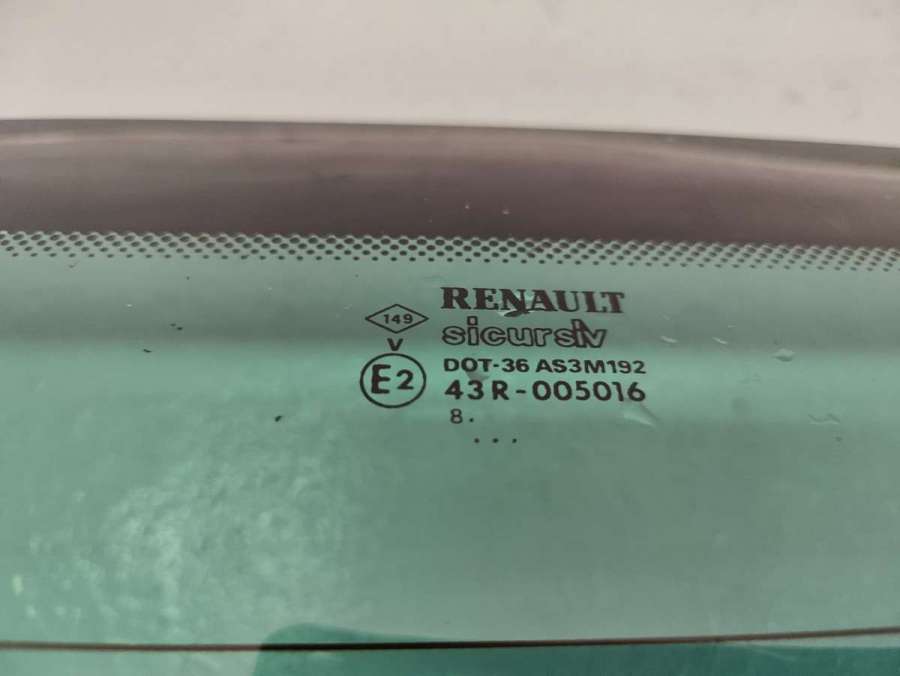 RENAULT
149
sicursiv
V
DOT-36 AS3M192
E2
43R-005016
8.
...